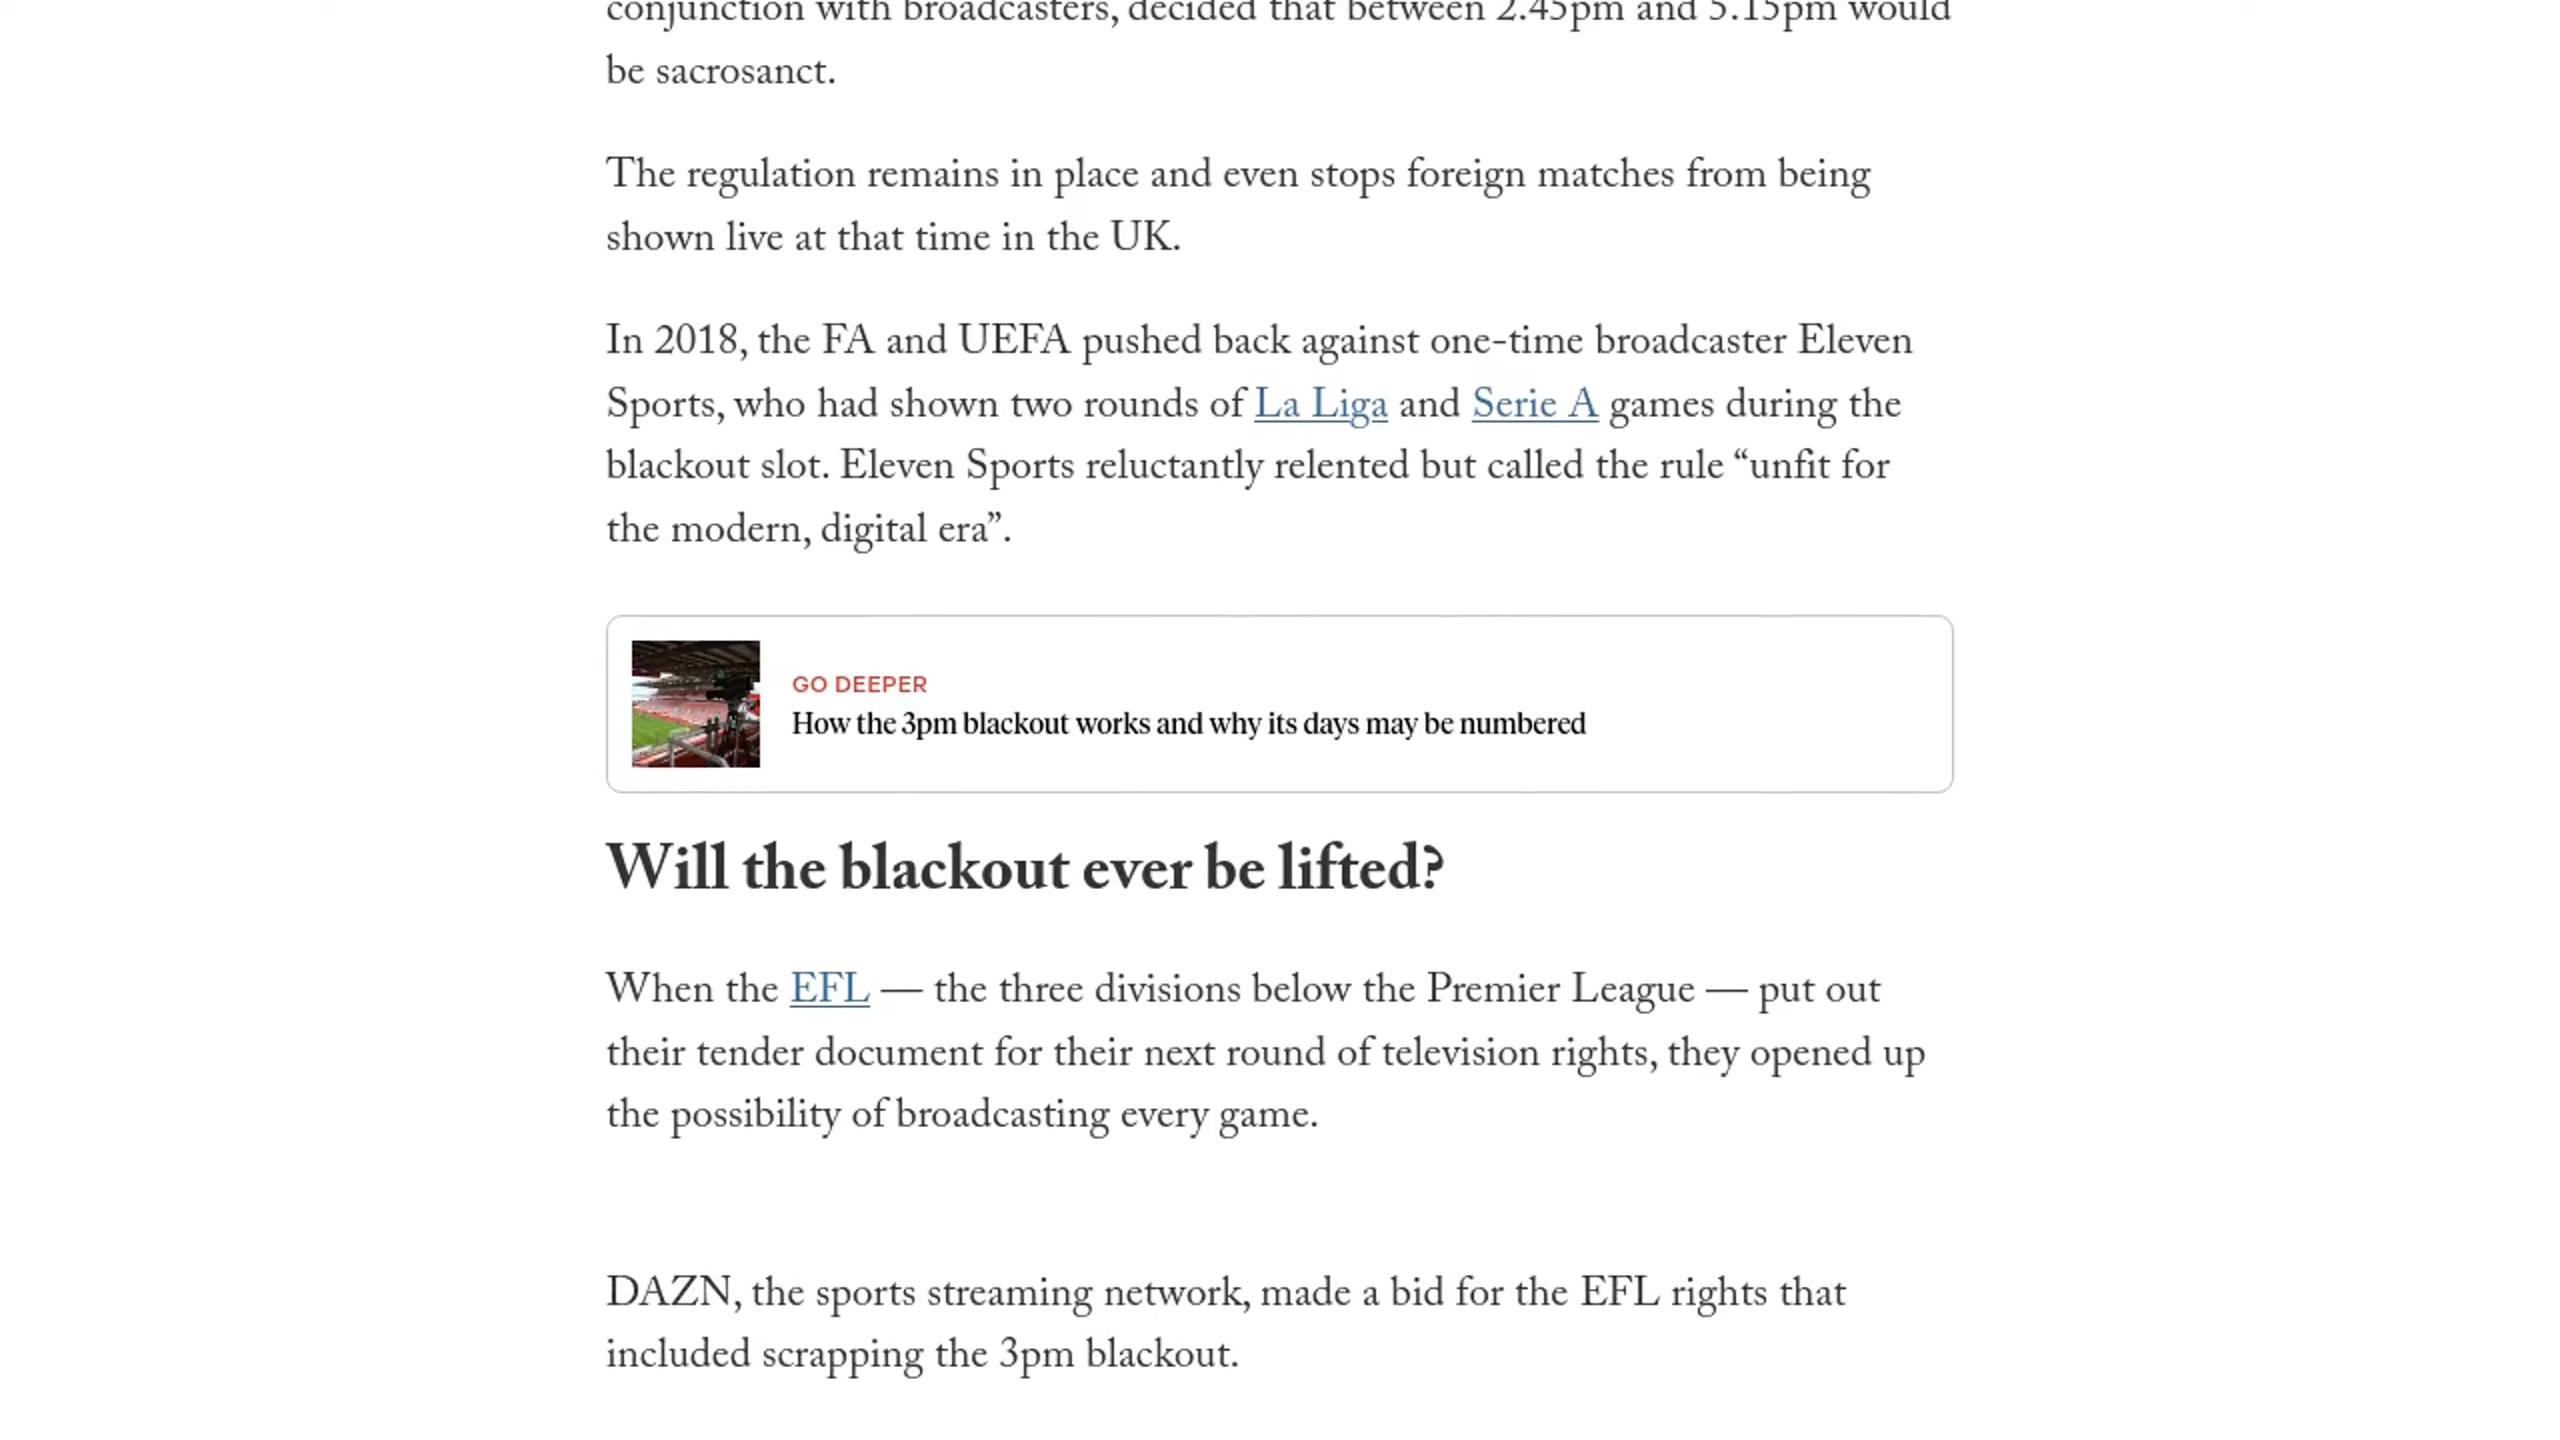 conjunction with broadcasters, decided that between 2.45pm and 5.15pm would
be sacrosanct.
The regulation remains in place and even stops foreign matches from being
shown live at that time in the UK.
In 2018, the FA and UEFA pushed back against one-time broadcaster Eleven
Sports, who had shown two rounds of La Liga and Serie A games during the
blackout slot. Eleven Sports reluctantly relented but called the rule “unfit for
the modern, digital era”.
GO DEEPER
How the 3pm blackout works and why its days may be numbered
Will the blackout ever be lifted?
When the EFL — the three divisions below the Premier League — put out
their tender document for their next round of television rights, they opened up
the possibility of broadcasting every game.
DAZN, the sports streaming network, made a bid for the EFL rights that
included scrapping the 3pm blackout.